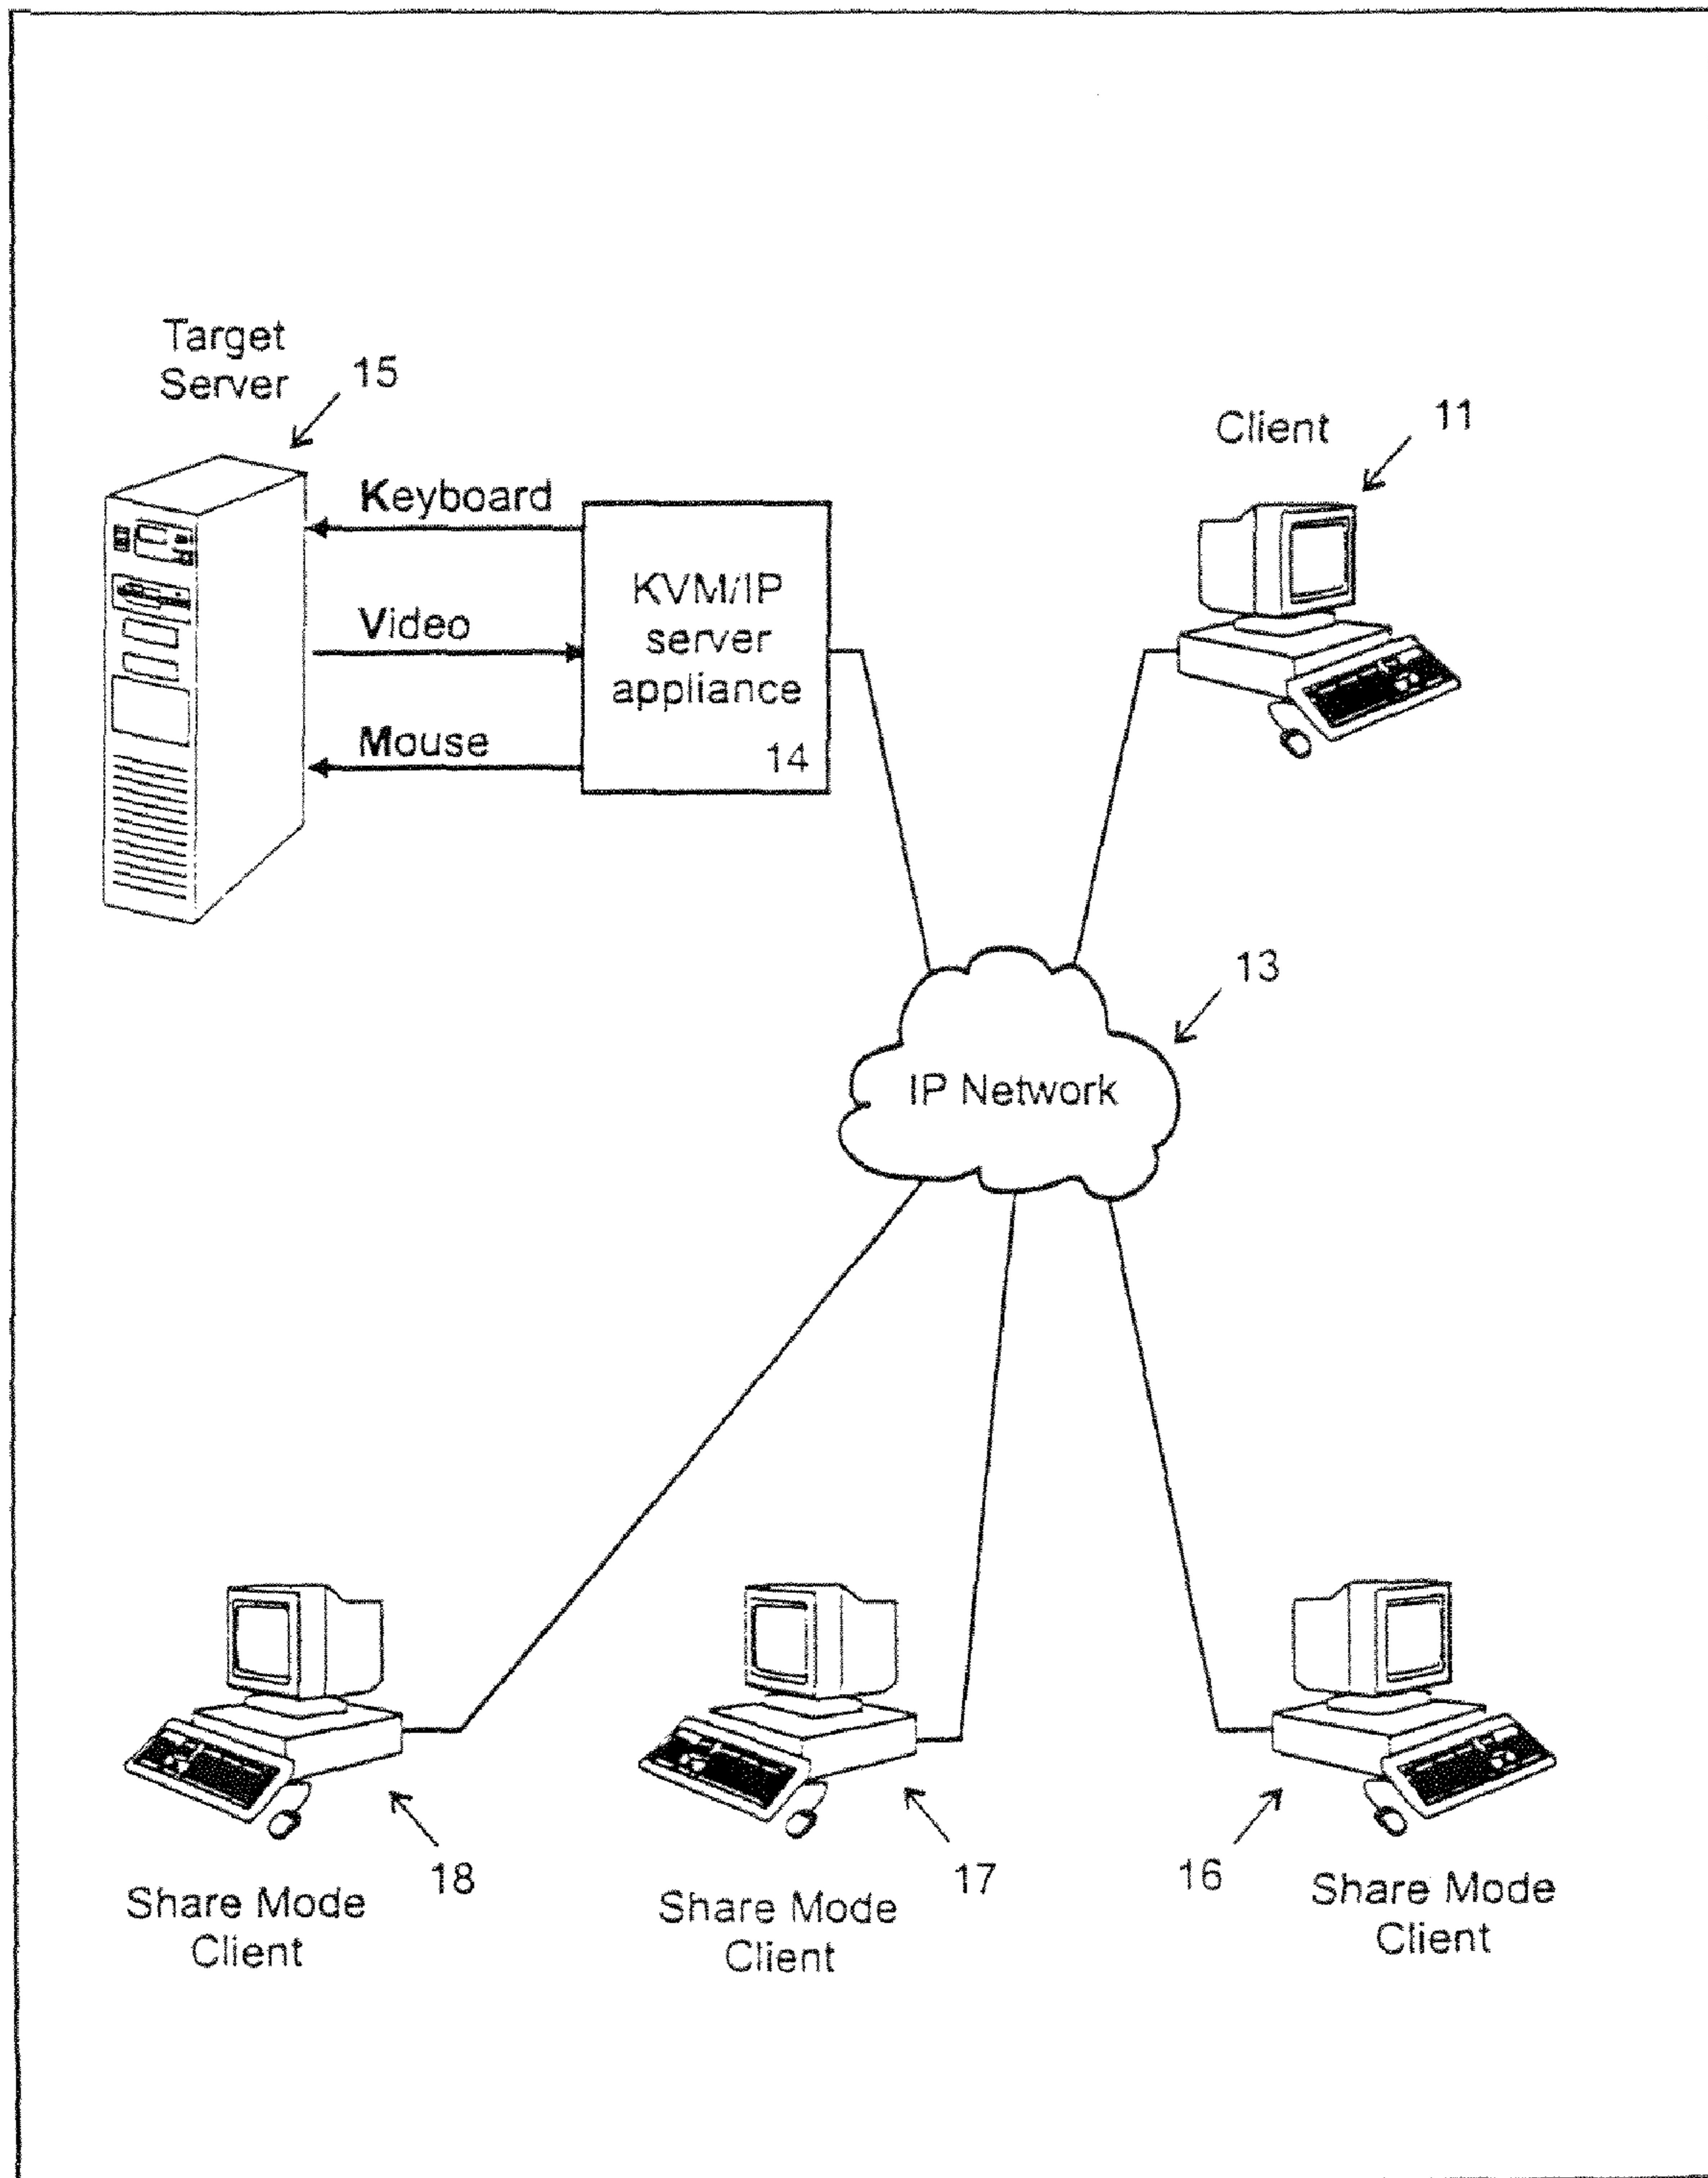 Target
Server
15
Client
11
Keyboard
Video
Mouse
KVM/IP
server
appliance
14
13
IP Network
18
Share Mode
Client
17
Share Mode
Client
16
Share Mode
Client